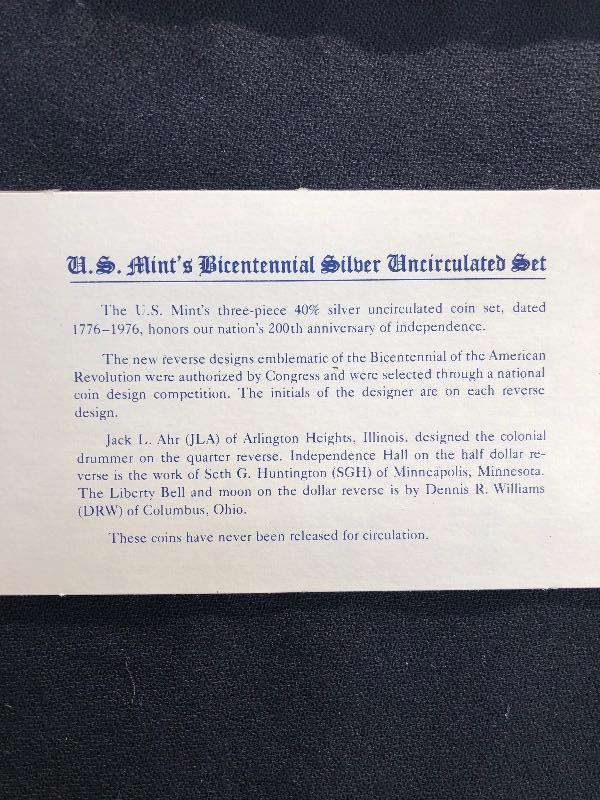 U.S. Mint's Bicentennial Silver Uncirculated Set
The U.S. Mint's three-piece 40% silver uncirculated coin set, dated
1776–1976, honors our nation's 200th anniversary of independence.
The new reverse designs emblematic of the Bicentennial of the American
Revolution were authorized by Congress and were selected through a national
coin design competition. The initials of the designer are on each reverse
design.
Jack L. Ahr (JLA) of Arlington Heights, Illinois, designed the colonial
drummer on the quarter reverse. Independence Hall on the half dollar re-
verse is the work of Seth G. Huntington (SGH) of Minneapolis, Minnesota.
The Liberty Bell and moon on the dollar reverse is by Dennis R. Williams
(DRW) of Columbus, Ohio.
These coins have never been released for circulation.